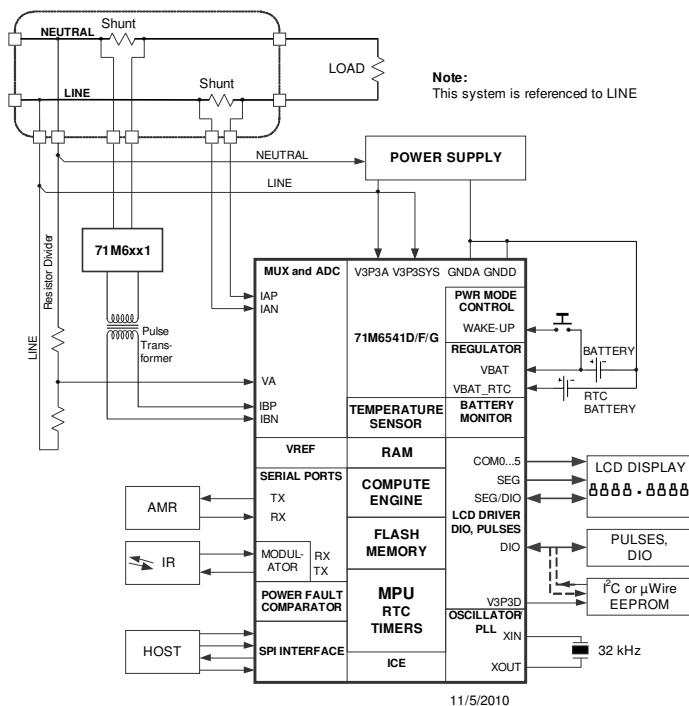 Shunt
NEUTRAL
LOAD
Shunt
LINE
Note:
This system is referenced to LINE
NEUTRAL
POWER SUPPLY
LINE
71M6xx1
Resistor Divider
LINE
Pulse
Trans-
former
MUX and ADC
V3P3A V3P3SYS GNDA GNDD
IAP
IAN
VA
IBP
IBN
71M6541D/F/G
PWR MODE
CONTROL
WAKE-UP
REGULATOR
VBAT
VBAT_RTC
BATTERY
RTC
BATTERY
TEMPERATURE
SENSOR
BATTERY
MONITOR
VREF
RAM
SERIAL PORTS
TX
RX
COMPUTE
ENGINE
COM0...5
SEG
SEG/DIO
LCD DRIVER
DIO, PULSES
DIO
LCD DISPLAY
8888.8888
AMR
IR
MODUL-
ATOR
RX
TX
FLASH
MEMORY
PULSES,
DIO
I²C or µWire
EEPROM
POWER FAULT
COMPARATOR
MPU
RTC
TIMERS
V3P3D
OSCILLATOR/
PLL
XIN
XOUT
32 kHz
HOST
SPI INTERFACE
ICE
11/5/2010